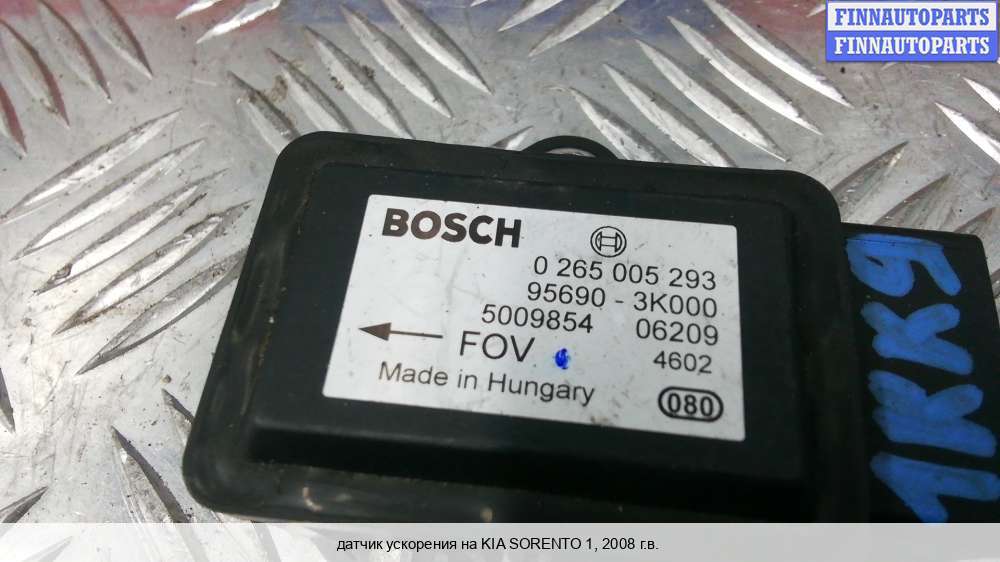 FINNAUTOPARTS
FINNAUTOPARTS
BOSCH
0 265 005 293
95690 - 3K000
5009854 06209
FOV 4602
Made in Hungary
080
1KK9
датчик ускорения на KIA SORENTO 1, 2008 г.в.